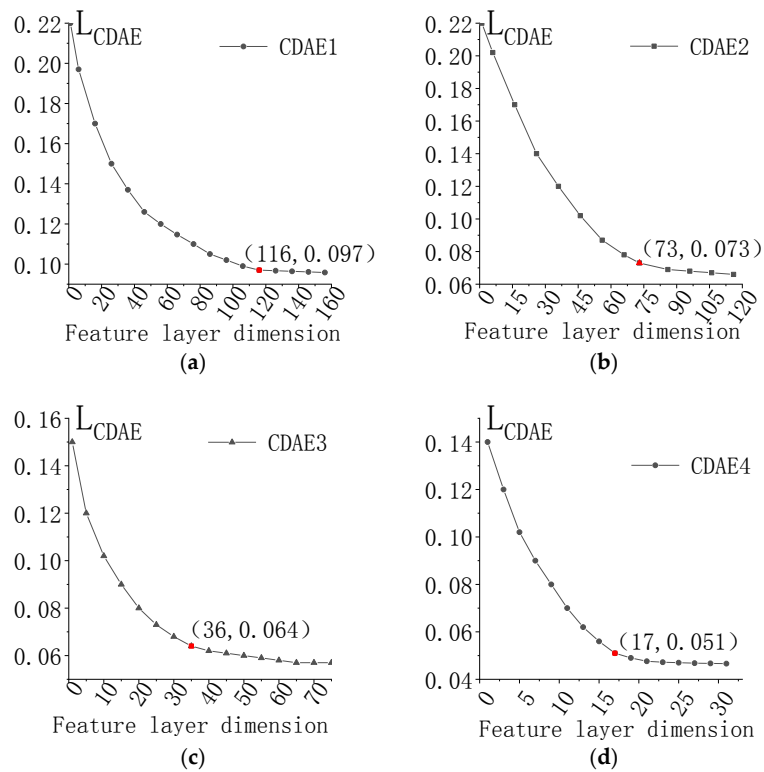 L_CDAE
CDAE1
0.22
0.20
0.18
0.16
0.14
0.12
0.10
(116,0.097)
0 20 40 60 80 100 120 140 160
Feature layer dimension
(a)
L_CDAE
CDAE2
0.22
0.20
0.18
0.16
0.14
0.12
0.10
0.08
0.06
(73,0.073)
0 15 30 45 60 75 90 105 120
Feature layer dimension
(b)
L_CDAE
CDAE3
0.16
0.14
0.12
0.10
0.08
0.06
(36,0.064)
0 10 20 30 40 50 60 70
Feature layer dimension
(c)
L_CDAE
CDAE4
0.14
0.12
0.10
0.08
0.06
0.04
(17,0.051)
0 5 10 15 20 25 30
Feature layer dimension
(d)